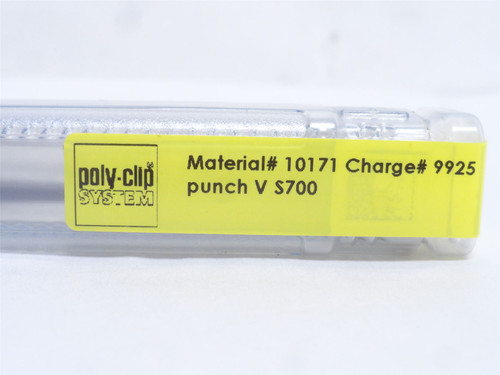 poly-clip®
SYSTEM
Material# 10171 Charge# 9925
punch V S700